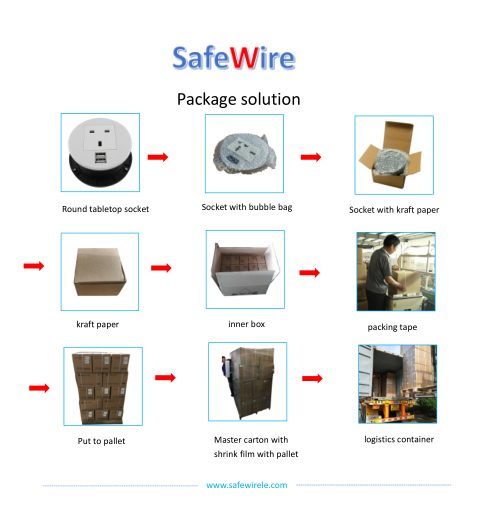 SafeWire
Package solution
Round tabletop socket
Socket with bubble bag
Socket with kraft paper
kraft paper
inner box
packing tape
Put to pallet
Master carton with
shrink film with pallet
logistics container
www.safewirele.com